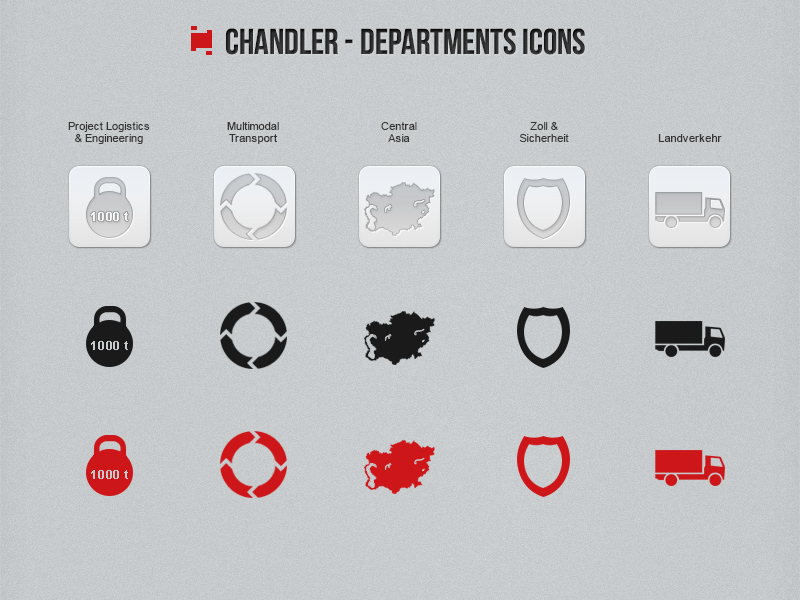 CHANDLER - DEPARTMENTS ICONS
Project Logistics
& Engineering
Multimodal
Transport
Central
Asia
Zoll &
Sicherheit
Landverkehr
1000 t
1000 t
1000 t